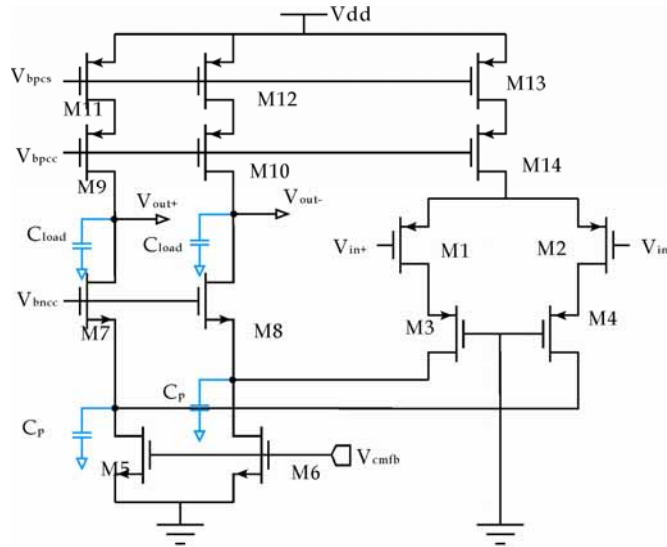 Vdd
Vbpcs
M11
M12
M13
Vbpcc
M9
M10
M14
Vout+
Vout-
Cload
Cload
Vin+
M1
M2
Vin
Vbncc
M7
M8
M3
M4
Cp
Cp
M5
M6
Vcmfb